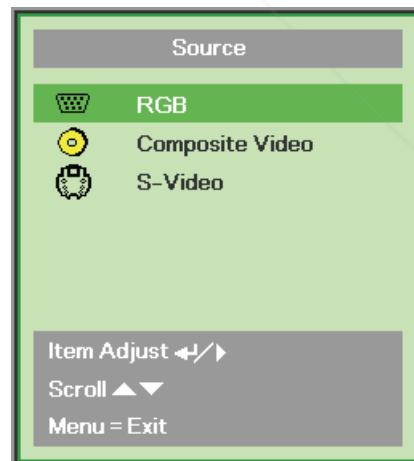 Source
RGB
Composite Video
S-Video
Item Adjust ↵/▶
Scroll ▲▼
Menu = Exit